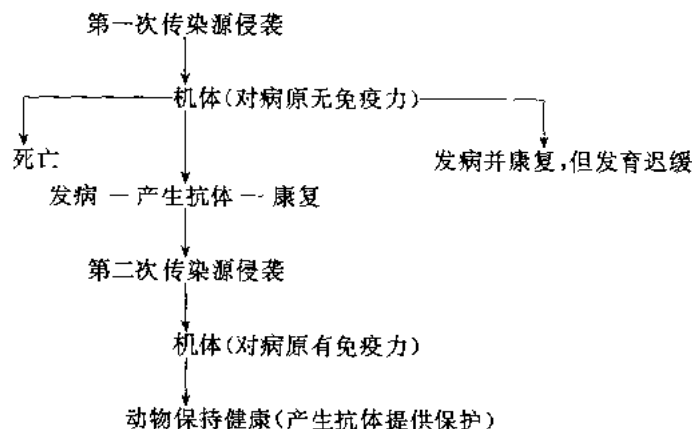 第一次传染源侵袭
机体(对病原无免疫力)
死亡
发病并康复,但发育迟缓
发病—产生抗体—康复
第二次传染源侵袭
机体(对病原有免疫力)
动物保持健康(产生抗体提供保护)